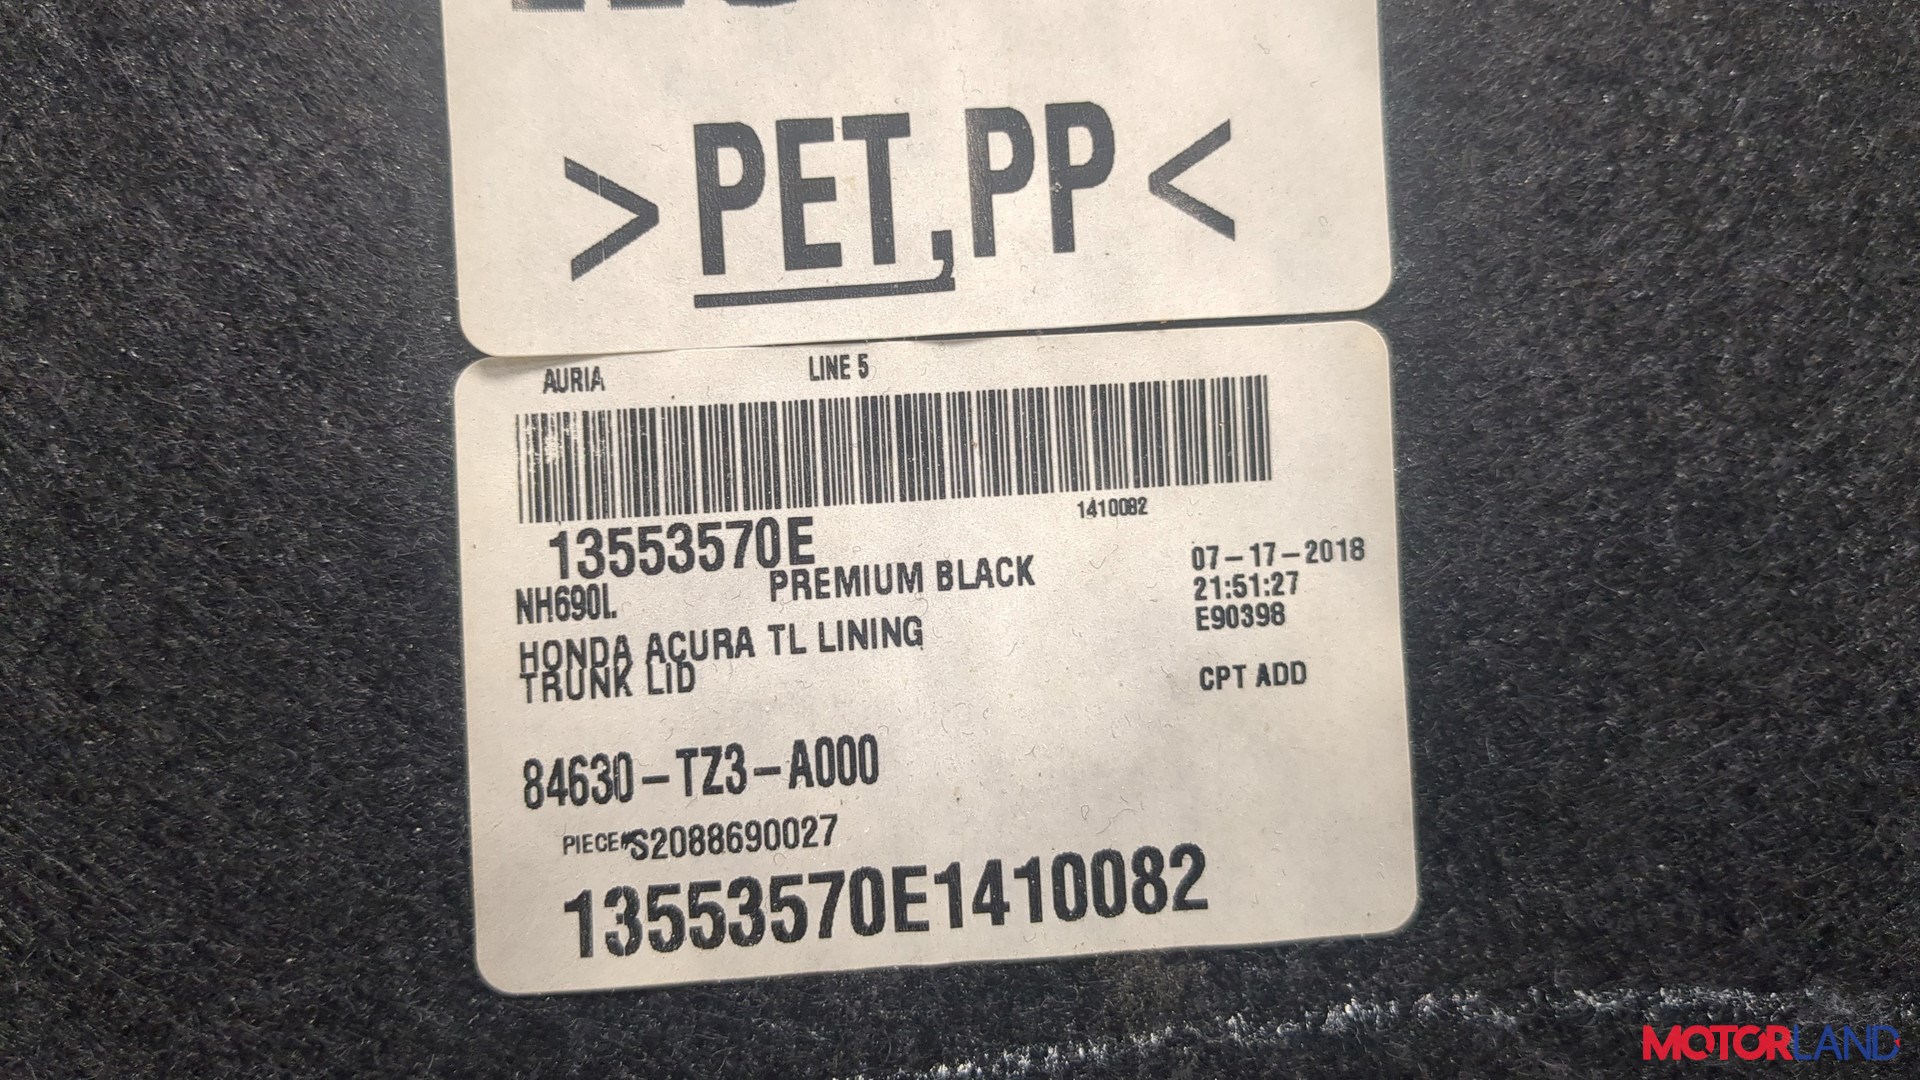 >PET,PP<
AURIA LINE 5
1410082
13553570E
NH690L PREMIUM BLACK
07-17-2018
21:51:27
E90398
HONDA ACURA TL LINING
TRUNK LID
CPT ADD
84630-TZ3-A000
PIECE# S2088690027
13553570E1410082
MOTORLAND